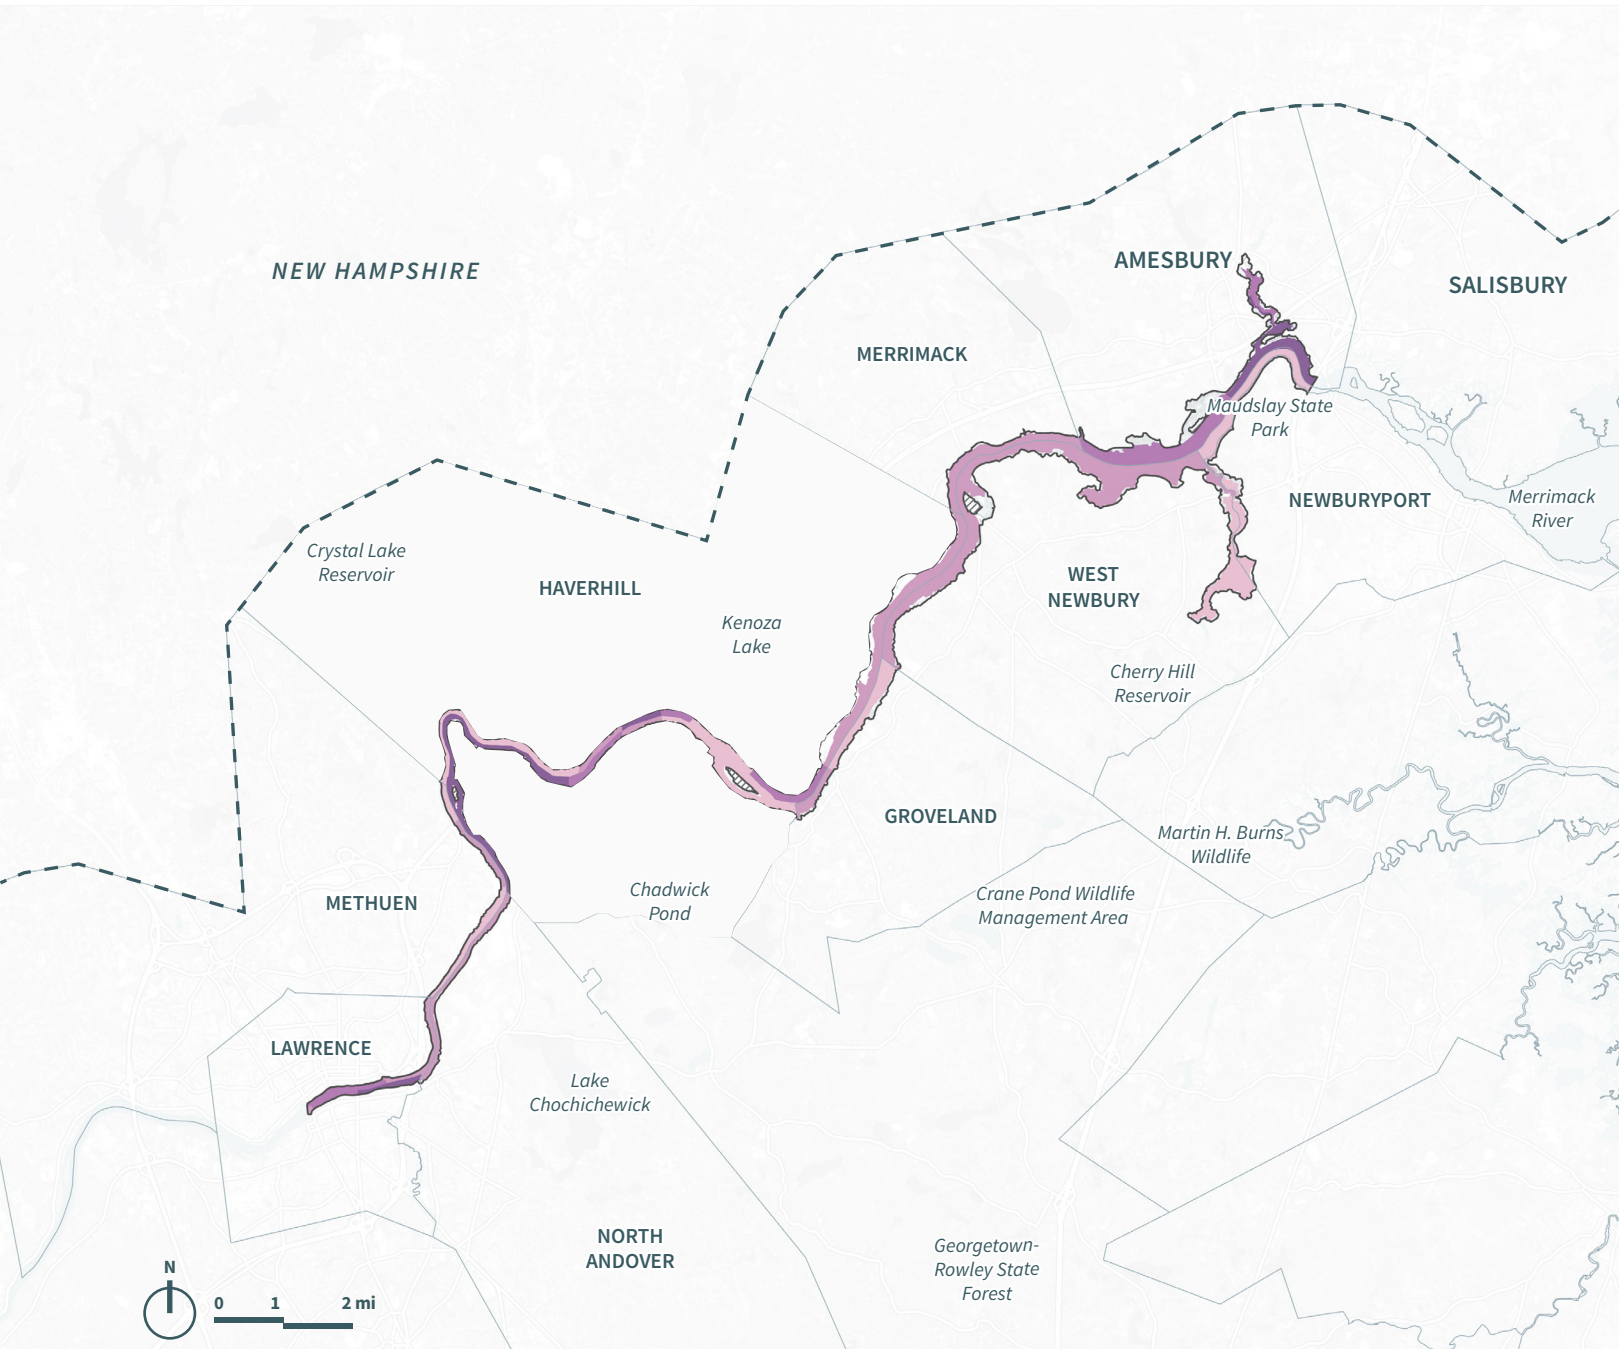 AMESBURY
NEW HAMPSHIRE
SALISBURY
MERRIMACK
Maudslay State
Park
NEWBURYPORT
Merrimack
River
Crystal Lake
Reservoir
HAVERHILL
WEST
NEWBURY
Kenoza
Lake
Cherry Hill
Reservoir
GROVELAND
Martin H. Burns
Wildlife
METHUEN
Chadwick
Pond
Crane Pond Wildlife
Management Area
LAWRENCE
Lake
Chochichewick
NORTH
ANDOVER
Georgetown-
Rowley State
Forest
N
0 1 2 mi